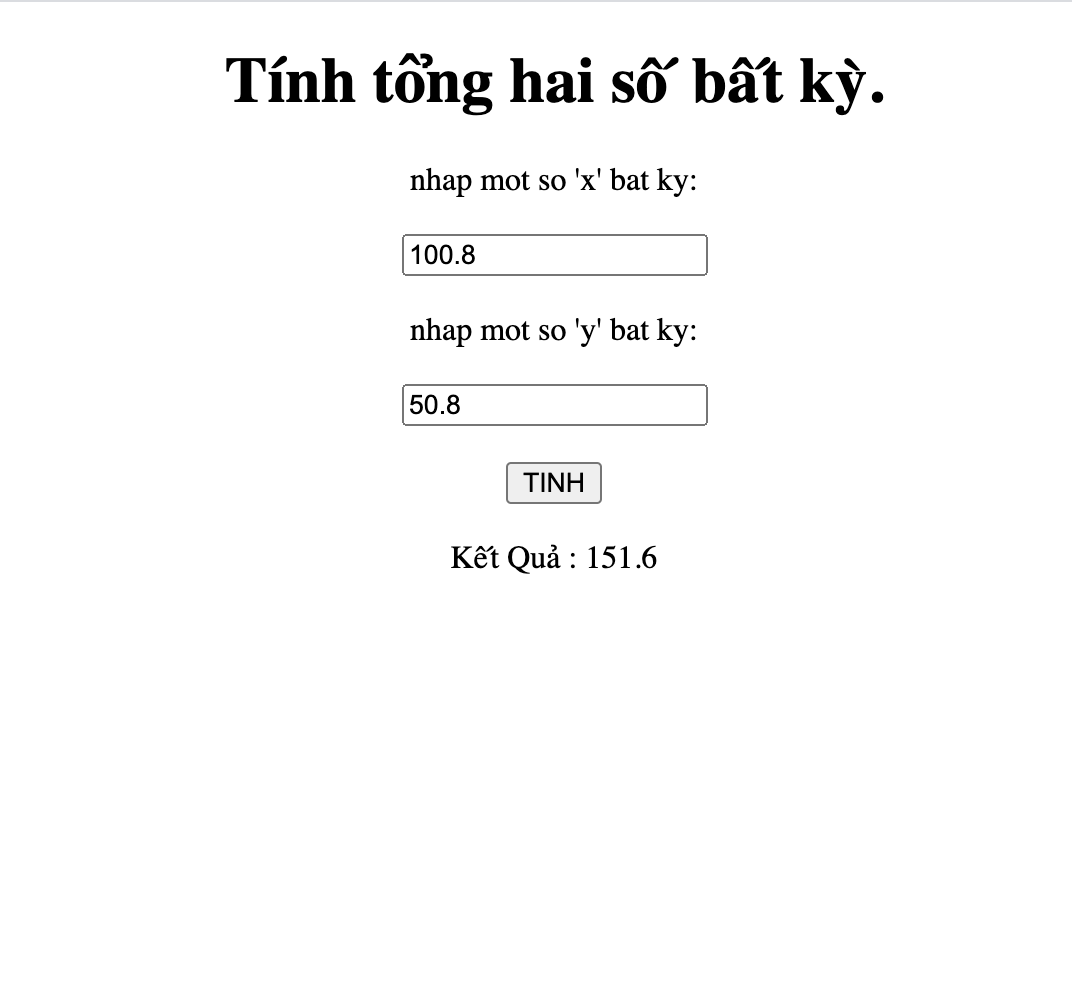 Tính tổng hai số bất kỳ.
nhap mot so 'x' bat ky:
100.8
nhap mot so 'y' bat ky:
50.8
TINH
Kết Quả : 151.6